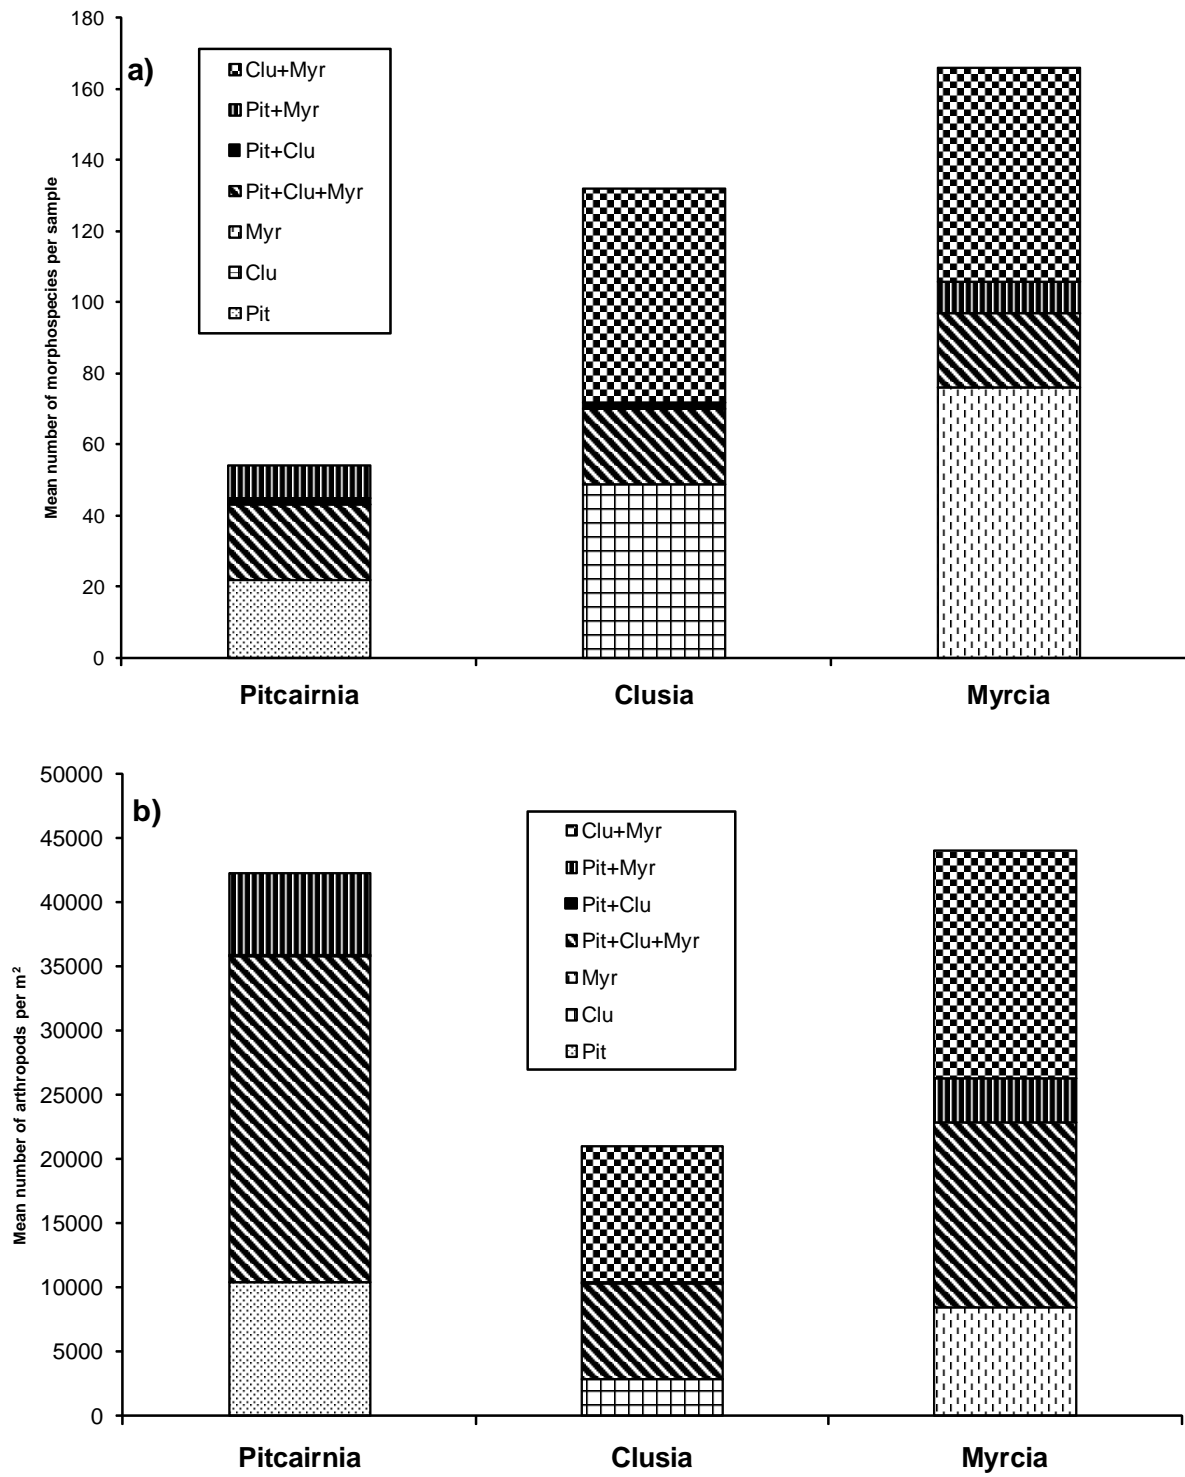 180
160
140
120
100
80
60
40
20
0
Mean number of morphospecies per sample
a)
Clu+Myr
Pit+Myr
Pit+Clu
Pit+Clu+Myr
Myr
Clu
Pit
Pitcairnia Clusia Myrcia
50000
45000
40000
35000
30000
25000
20000
15000
10000
5000
0
Mean number of arthropods per m²
b)
Clu+Myr
Pit+Myr
Pit+Clu
Pit+Clu+Myr
Myr
Clu
Pit
Pitcairnia Clusia Myrcia